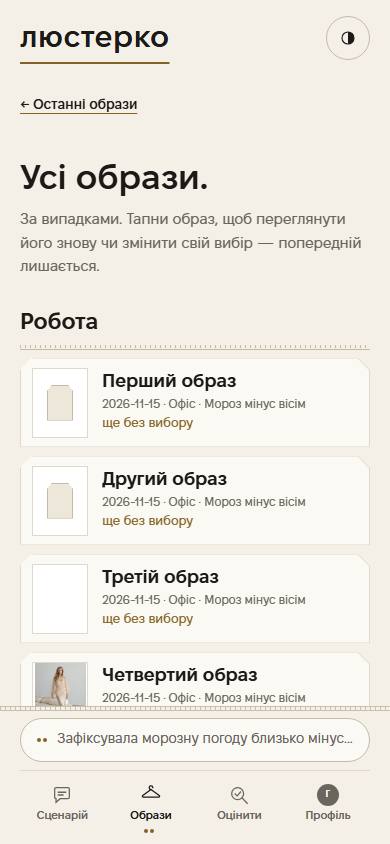 люстерко
← Останні образи
Усі образи.
За випадками. Тапни образ, щоб переглянути
його знову чи змінити свій вибір — попередній
лишається.
Робота
Перший образ
2026-11-15 · Офіс · Мороз мінус вісім
ще без вибору
Другий образ
2026-11-15 · Офіс · Мороз мінус вісім
ще без вибору
Третій образ
2026-11-15 · Офіс · Мороз мінус вісім
ще без вибору
Четвертий образ
2026-11-15 · Офіс · Мороз мінус вісім
Зафіксувала морозну погоду близько мінус...
Сценарій
Образи
Оцінити
Г
Профіль